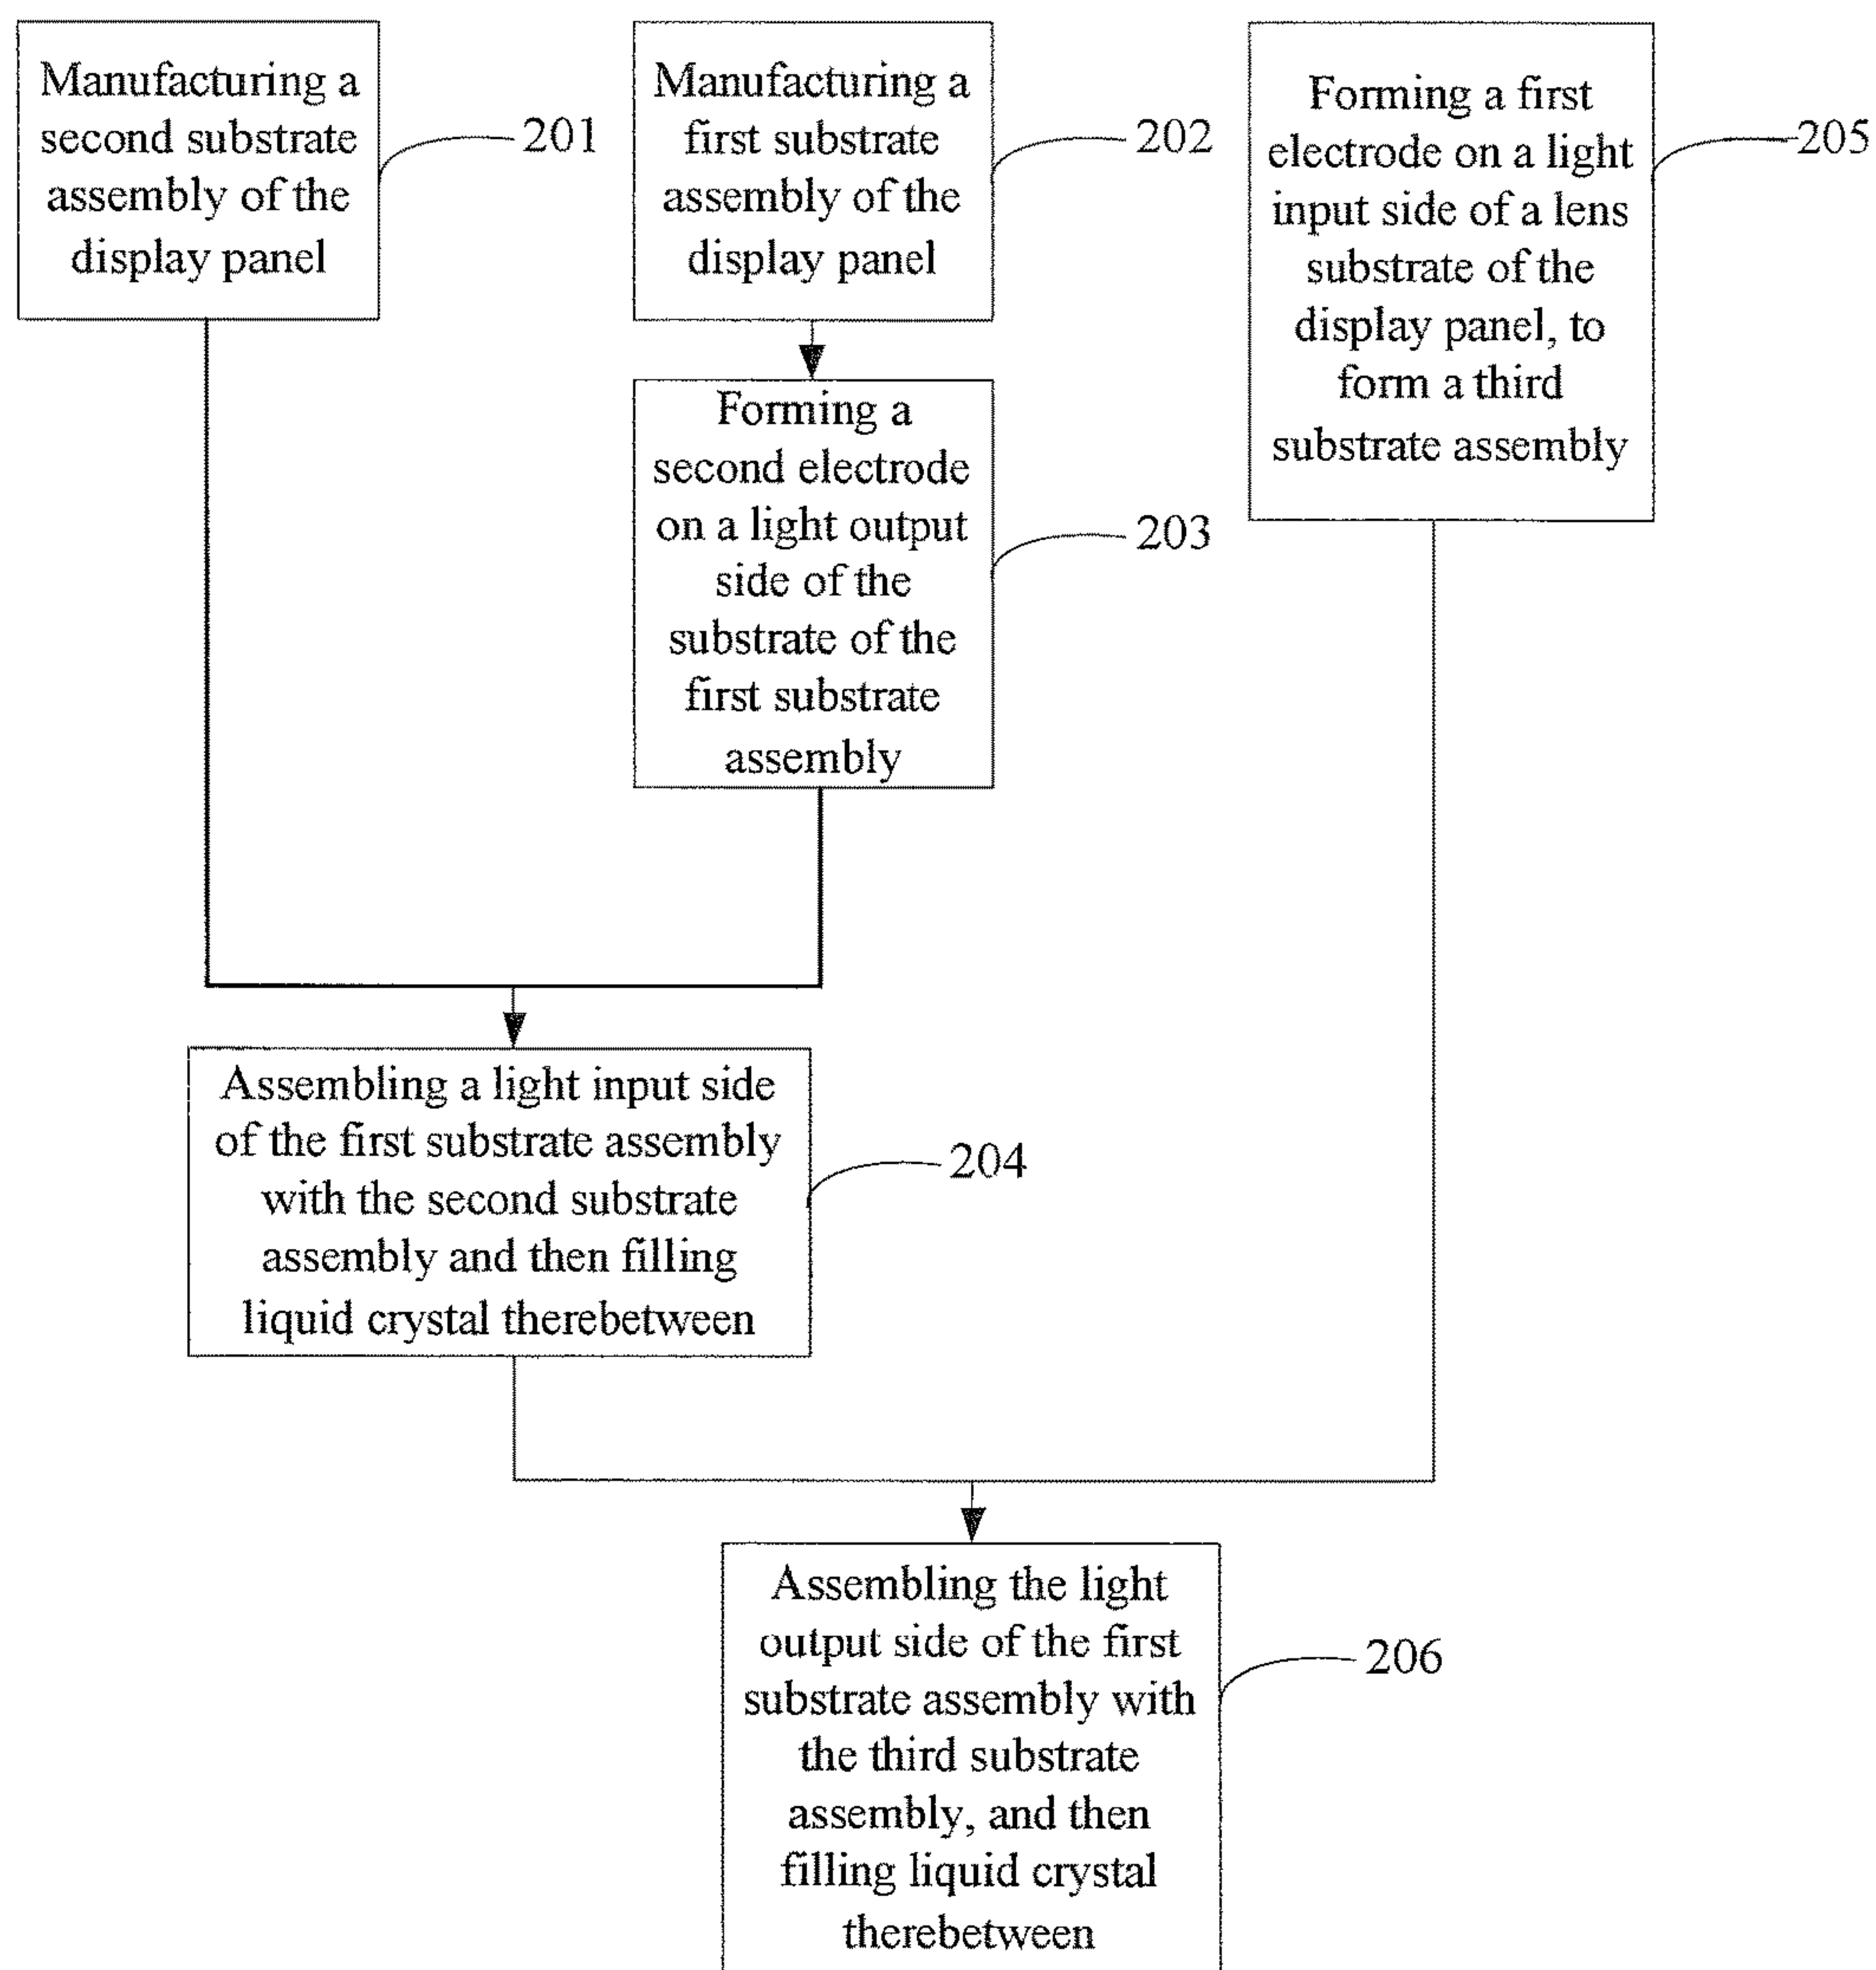 Manufacturing a
second substrate
assembly of the
display panel
201
Manufacturing a
first substrate
assembly of the
display panel
202
Forming a first
electrode on a light
input side of a lens
substrate of the
display panel, to
form a third
substrate assembly
205
Forming a
second electrode
on a light output
side of the
substrate of the
first substrate
assembly
203
Assembling a light input side
of the first substrate assembly
with the second substrate
assembly and then filling
liquid crystal therebetween
204
Assembling the light
output side of the first
substrate assembly with
the third substrate
assembly, and then
filling liquid crystal
therebetween
206